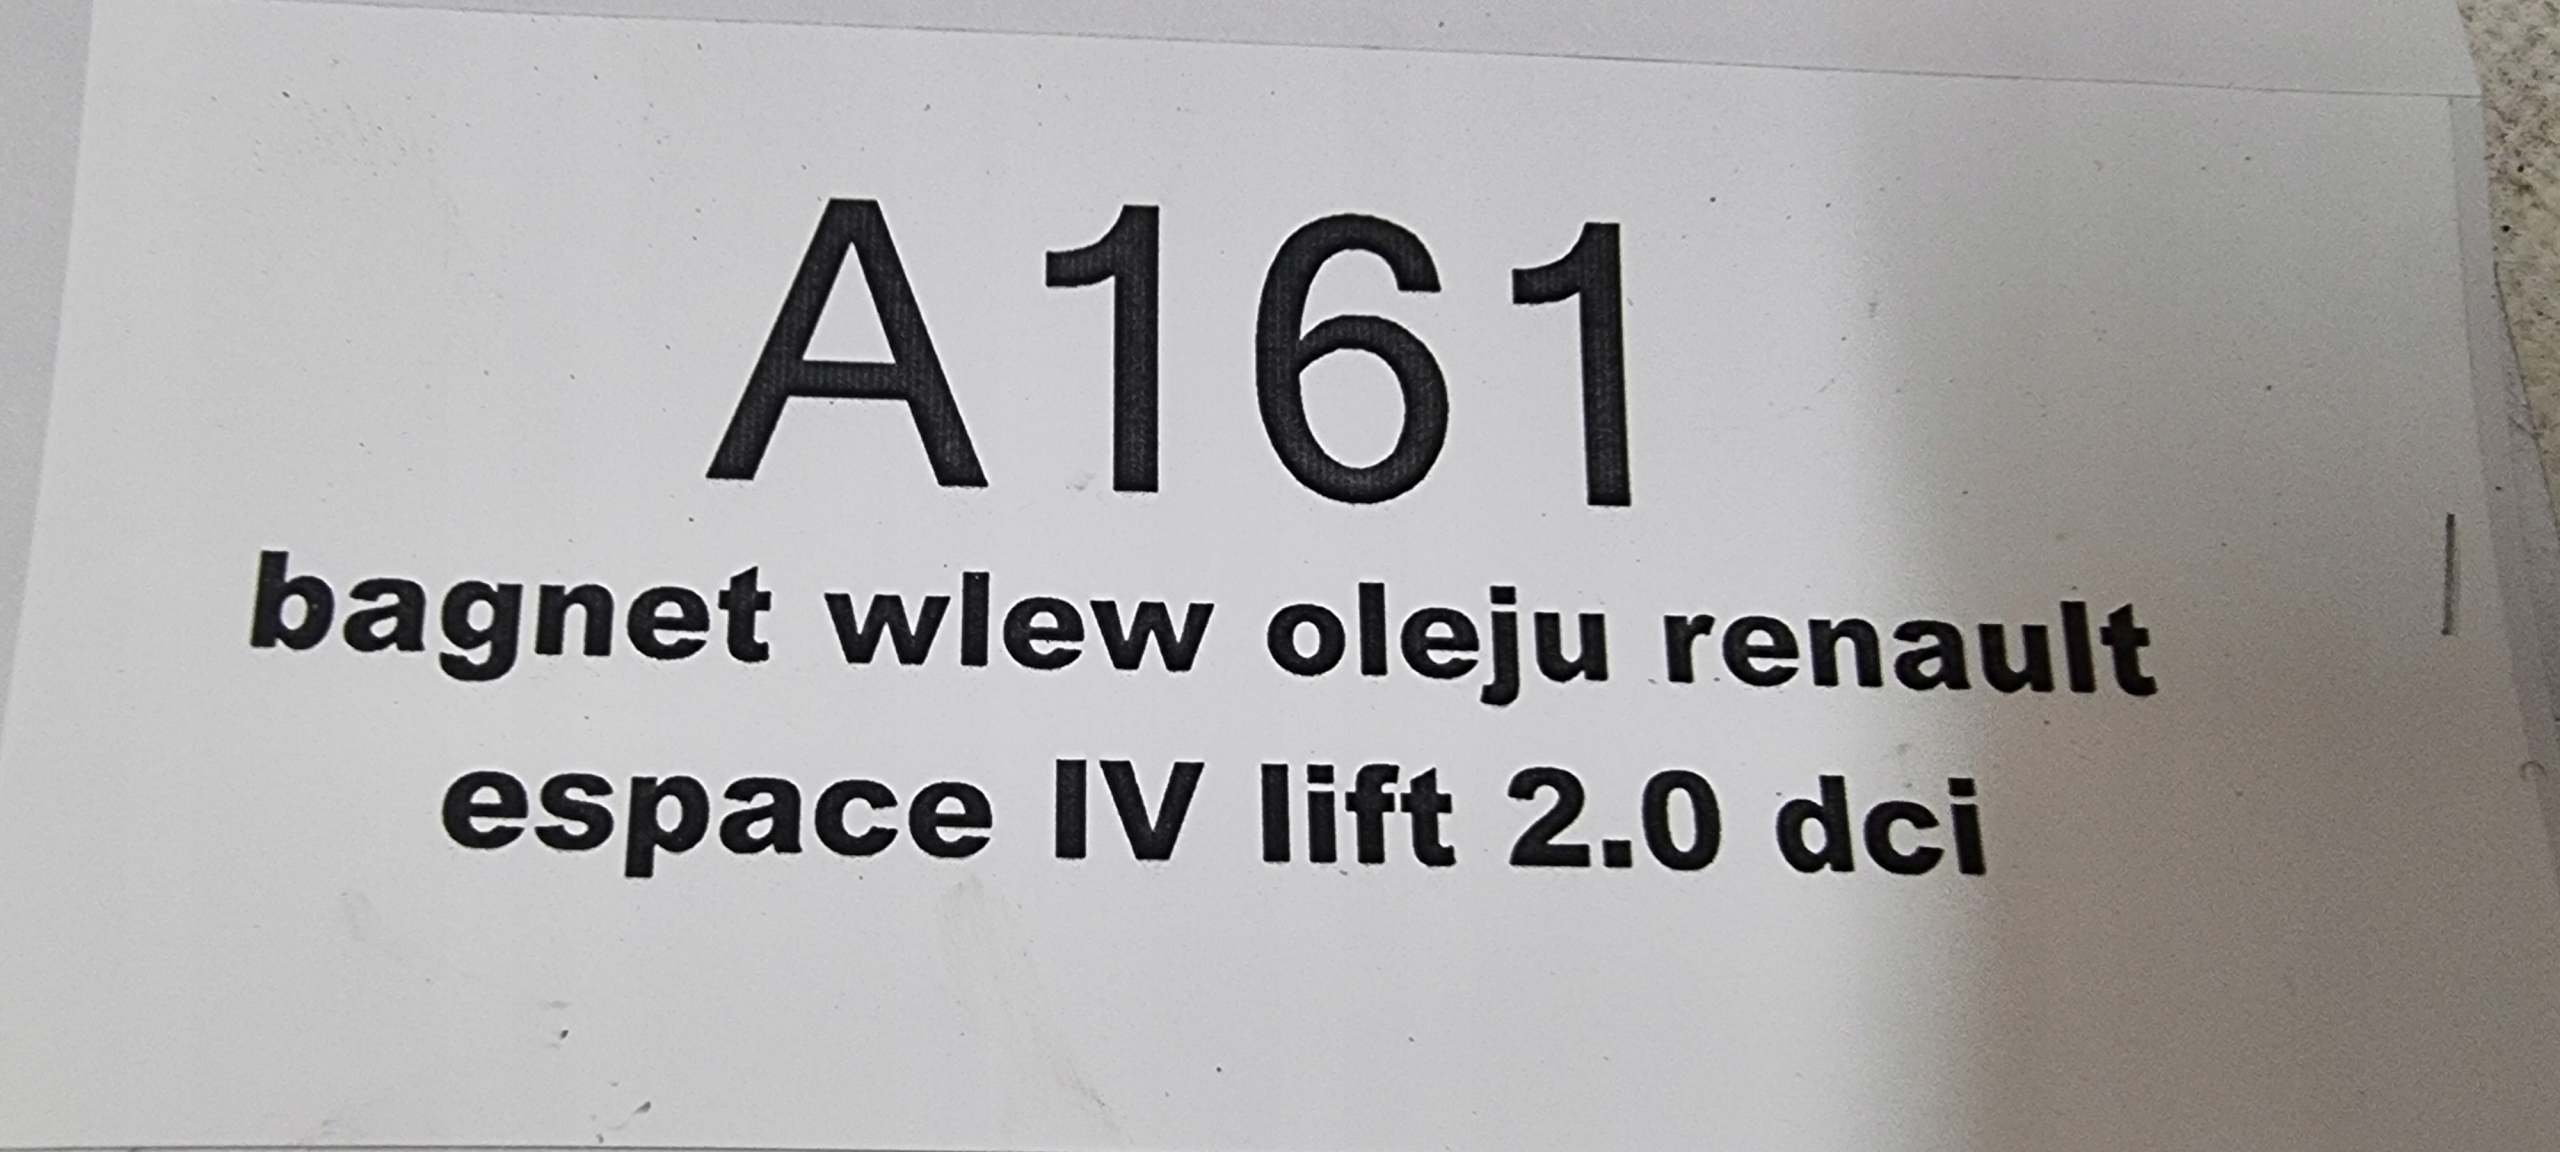 A161
bagnet wlew oleju renault
espace IV lift 2.0 dci